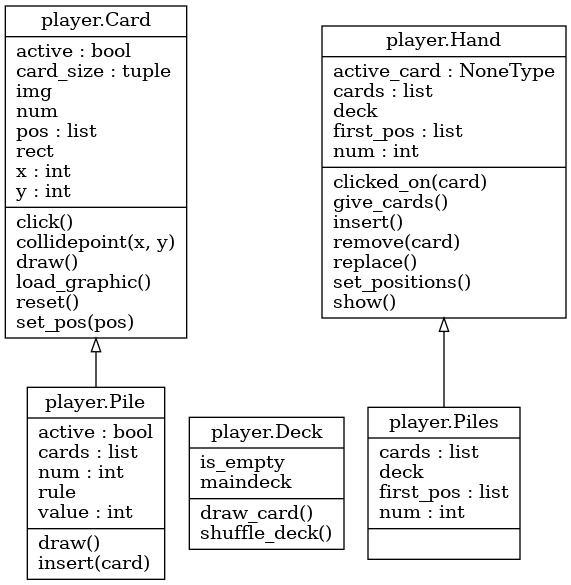 player.Card
active : bool
card_size : tuple
img
num
pos : list
rect
x : int
y : int
click()
collidepoint(x, y)
draw()
load_graphic()
reset()
set_pos(pos)
player.Hand
active_card : NoneType
cards : list
deck
first_pos : list
num : int
clicked_on(card)
give_cards()
insert()
remove(card)
replace()
set_positions()
show()
player.Pile
active : bool
cards : list
num : int
rule
value : int
draw()
insert(card)
player.Deck
is_empty
maindeck
draw_card()
shuffle_deck()
player.Piles
cards : list
deck
first_pos : list
num : int